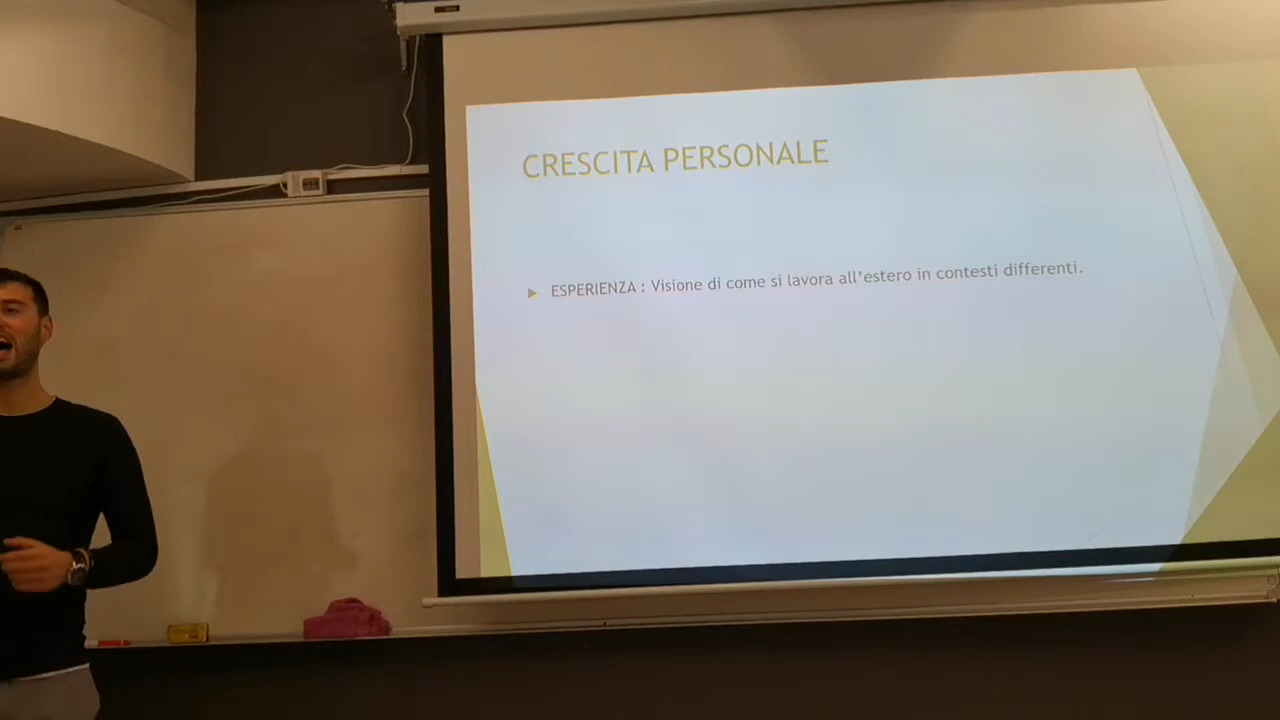 CRESCITA PERSONALE
ESPERIENZA : Visione di come si lavora all'estero in contesti differenti.